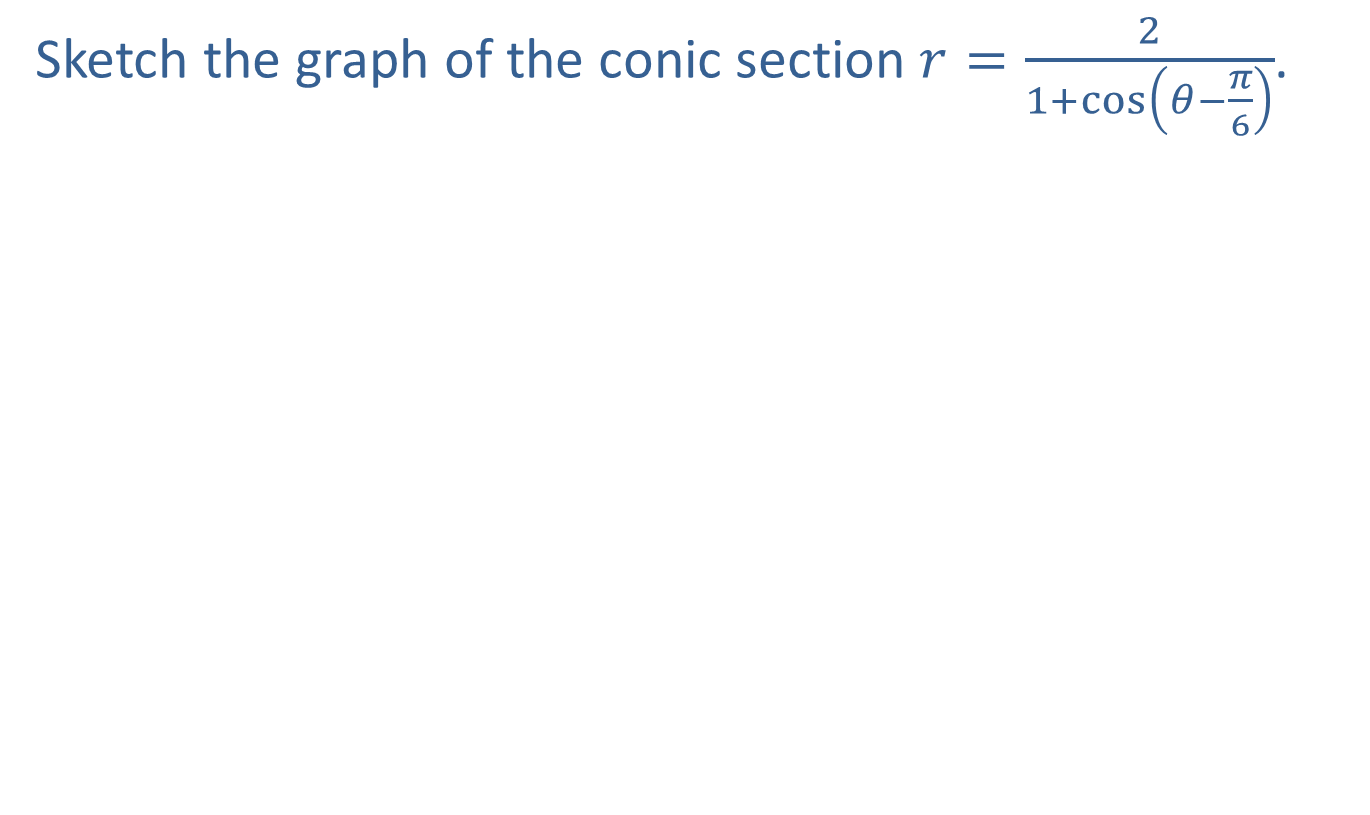 Sketch the graph of the conic section r = 2/(1+cos(θ−π/6)).